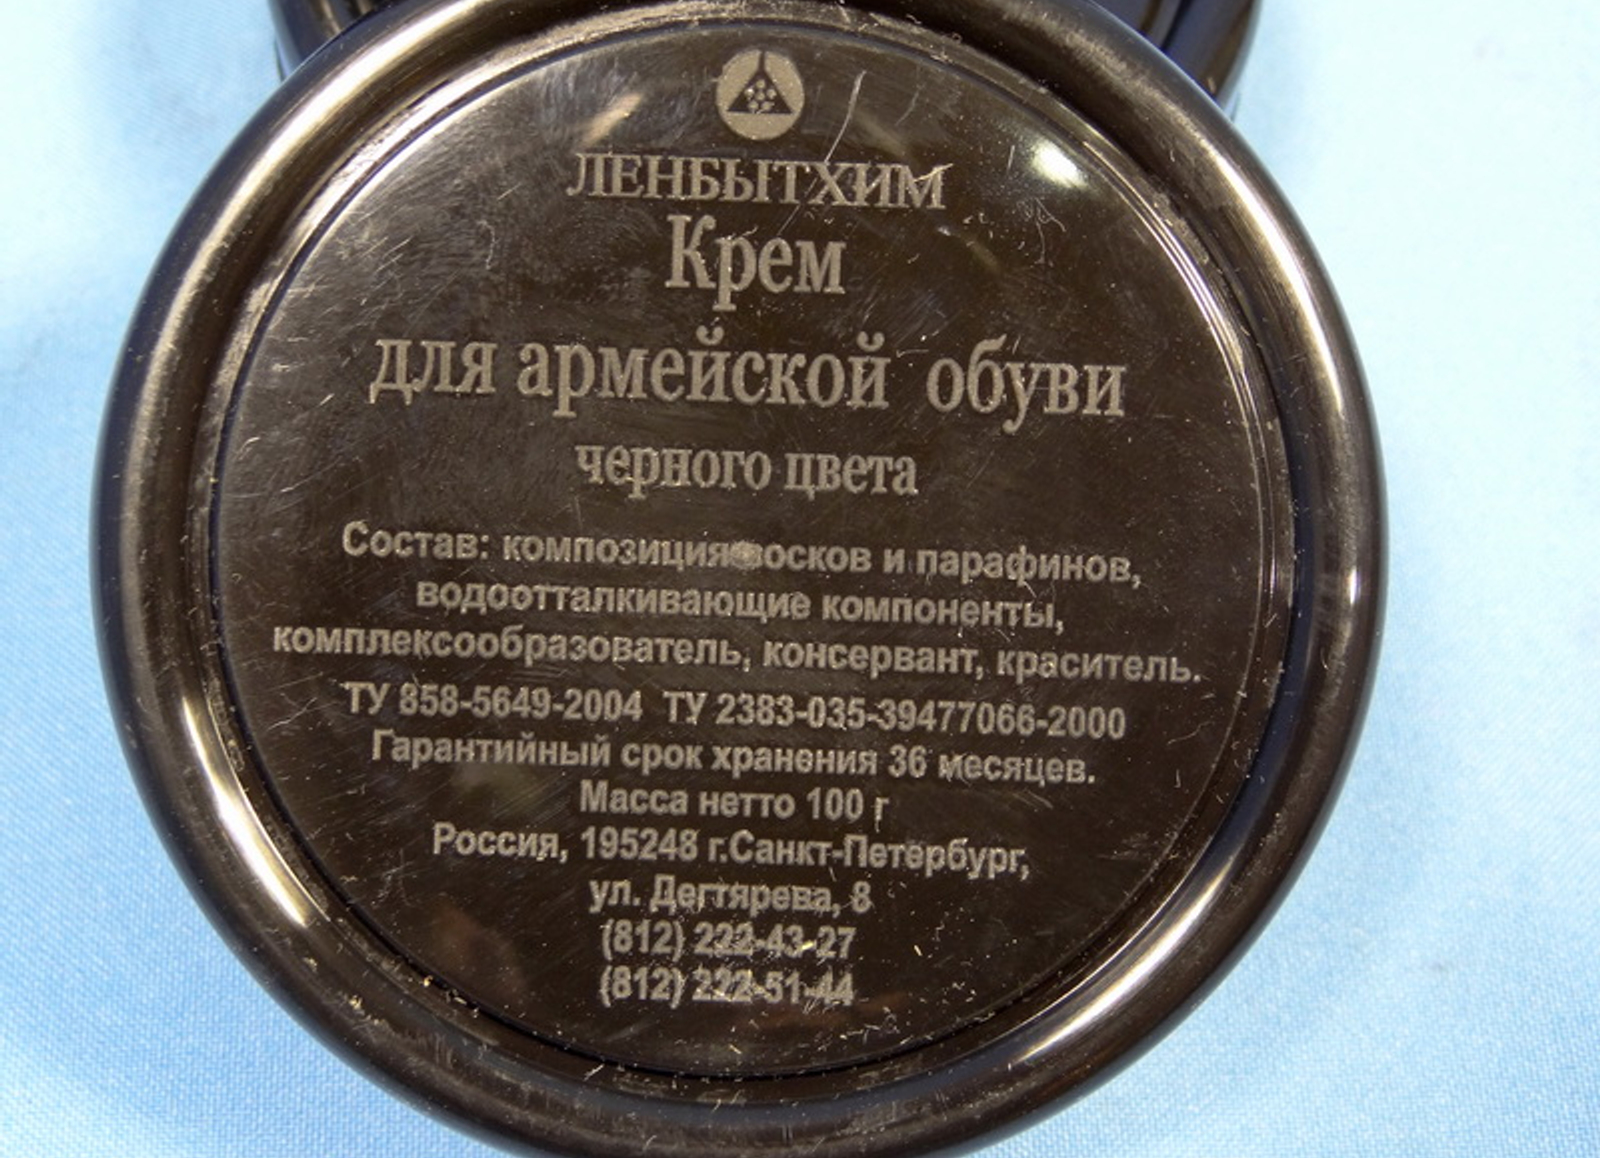 ЛЕНБЫТХИМ
Крем
для армейской обуви
черного цвета
Состав: композиция восков и парафинов,
водоотталкивающие компоненты,
комплексообразователь, консервант, краситель.
ТУ 858-5649-2004 ТУ 2383-035-39477066-2000
Гарантийный срок хранения 36 месяцев.
Масса нетто 100 г
Россия, 195248 г.Санкт-Петербург,
ул. Дегтярева, 8
(812) 222-43-27
(812) 222-51-44